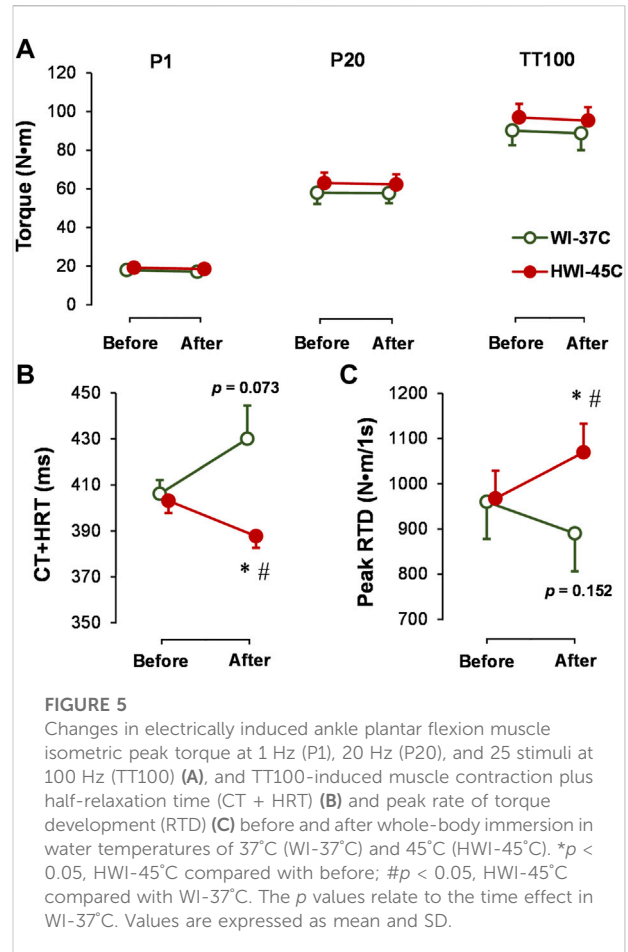 A
P1 P20 TT100
Torque (N•m)
120
100
80
60
40
20
0
WI-37C
HWI-45C
Before After Before After Before After
B
CT+HRT (ms)
450
430
410
390
370
350
p = 0.073
* #
Before After
C
Peak RTD (N•m/1s)
1200
1100
1000
900
800
700
* #
p = 0.152
Before After
FIGURE 5
Changes in electrically induced ankle plantar flexion muscle
isometric peak torque at 1 Hz (P1), 20 Hz (P20), and 25 stimuli at
100 Hz (TT100) (A), and TT100-induced muscle contraction plus
half-relaxation time (CT + HRT) (B) and peak rate of torque
development (RTD) (C) before and after whole-body immersion in
water temperatures of 37˚C (WI-37˚C) and 45˚C (HWI-45˚C). *p <
0.05, HWI-45˚C compared with before; #p < 0.05, HWI-45˚C
compared with WI-37˚C. The p values relate to the time effect in
WI-37˚C. Values are expressed as mean and SD.